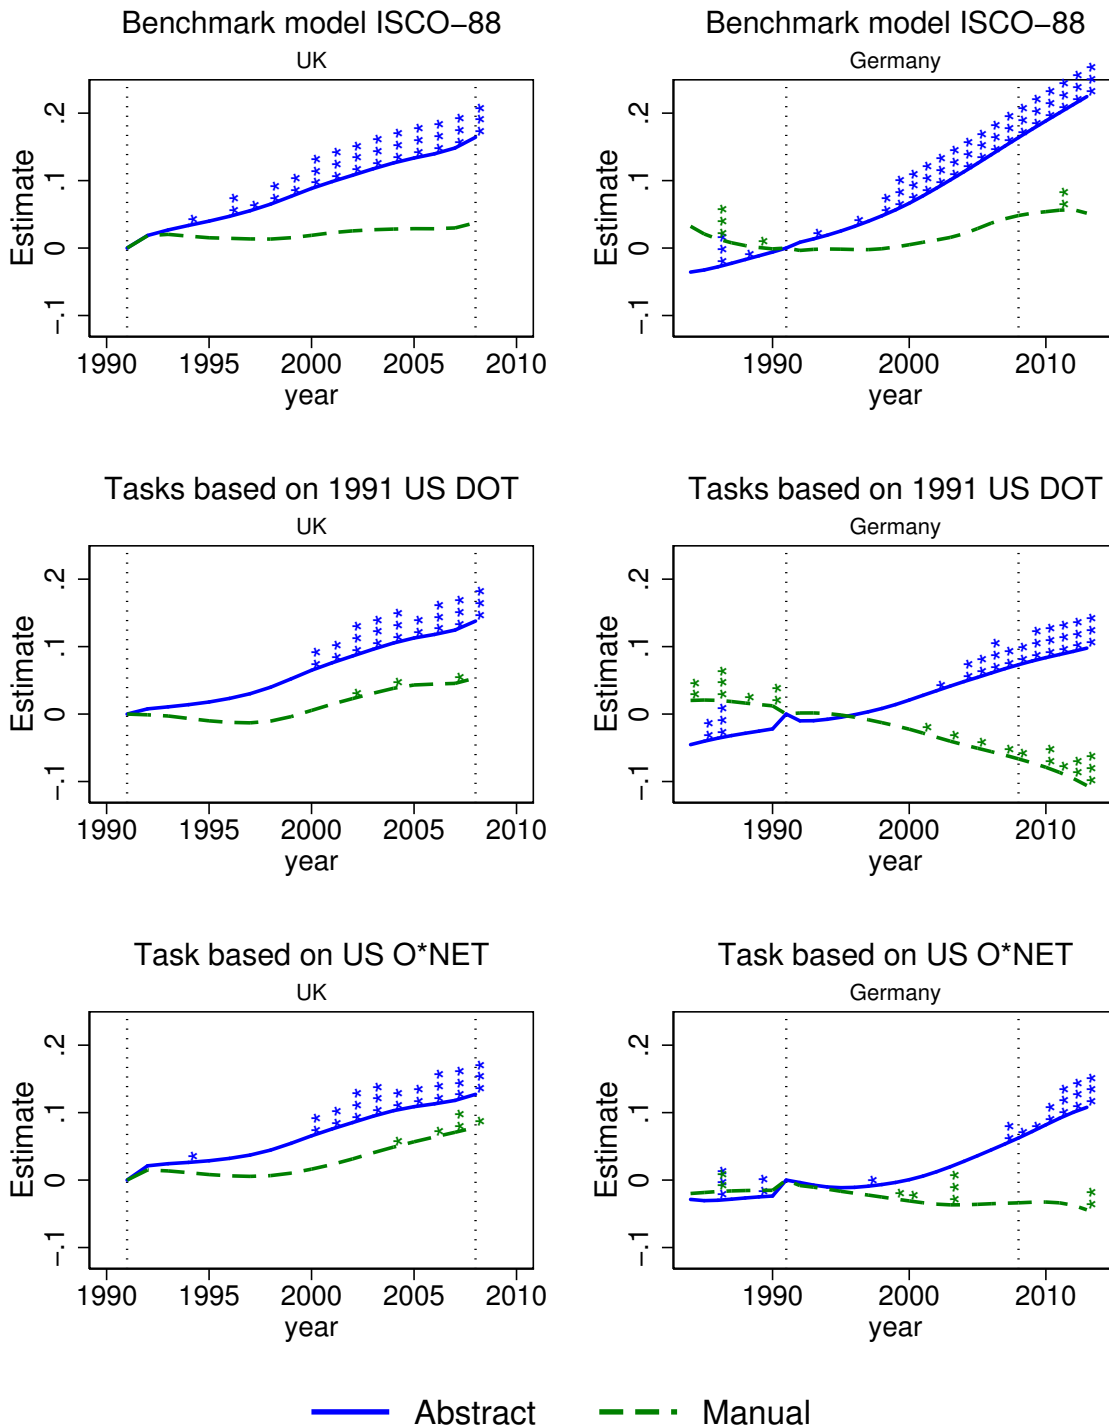 Benchmark model ISCO−88
UK
Estimate
.2
.1
0
−.1
1990 1995 2000 2005 2010
year
Benchmark model ISCO−88
Germany
Estimate
.2
.1
0
−.1
1990 2000 2010
year
Tasks based on 1991 US DOT
UK
Estimate
.2
.1
0
−.1
1990 1995 2000 2005 2010
year
Tasks based on 1991 US DOT
Germany
Estimate
.2
.1
0
−.1
1990 2000 2010
year
Task based on US O*NET
UK
Estimate
.2
.1
0
−.1
1990 1995 2000 2005 2010
year
Task based on US O*NET
Germany
Estimate
.2
.1
0
−.1
1990 2000 2010
year
Abstract Manual